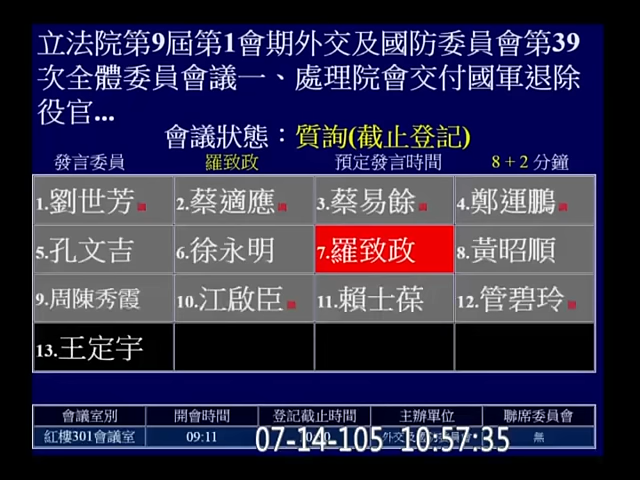 立法院第9屆第1會期外交及國防委員會第39
次全體委員會議一、處理院會交付國軍退除
役官...
會議狀態：質詢(截止登記)
發言委員 羅致政 預定發言時間 8 + 2 分鐘
1.劉世芳 2.蔡適應 3.蔡易餘 4.鄭運鵬
5.孔文吉 6.徐永明 7.羅致政 8.黃昭順
9.周陳秀霞 10.江啟臣 11.賴士葆 12.管碧玲
13.王定宇
會議室別 開會時間 登記截止時間 主辦單位 聯席委員會
紅樓301會議室 09:11 外交及國防委員會 無
07-14-105 10:57:35